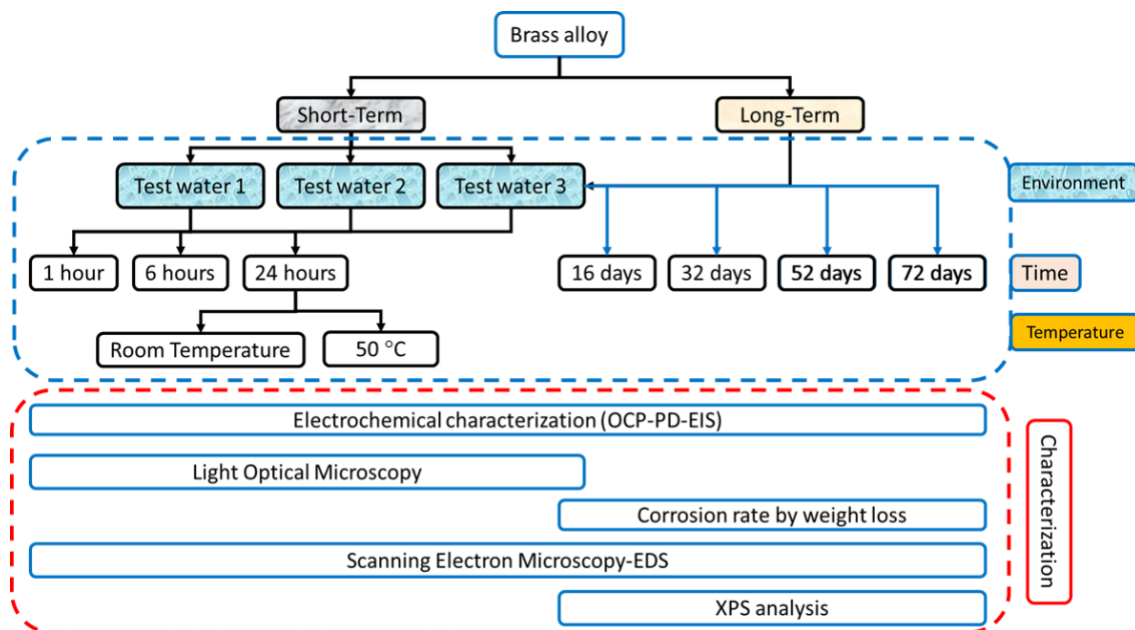 Brass alloy
Short-Term
Long-Term
Test water 1
Test water 2
Test water 3
Environment
1 hour
6 hours
24 hours
16 days
32 days
52 days
72 days
Time
Room Temperature
50 °C
Temperature
Electrochemical characterization (OCP-PD-EIS)
Light Optical Microscopy
Corrosion rate by weight loss
Scanning Electron Microscopy-EDS
XPS analysis
Characterization